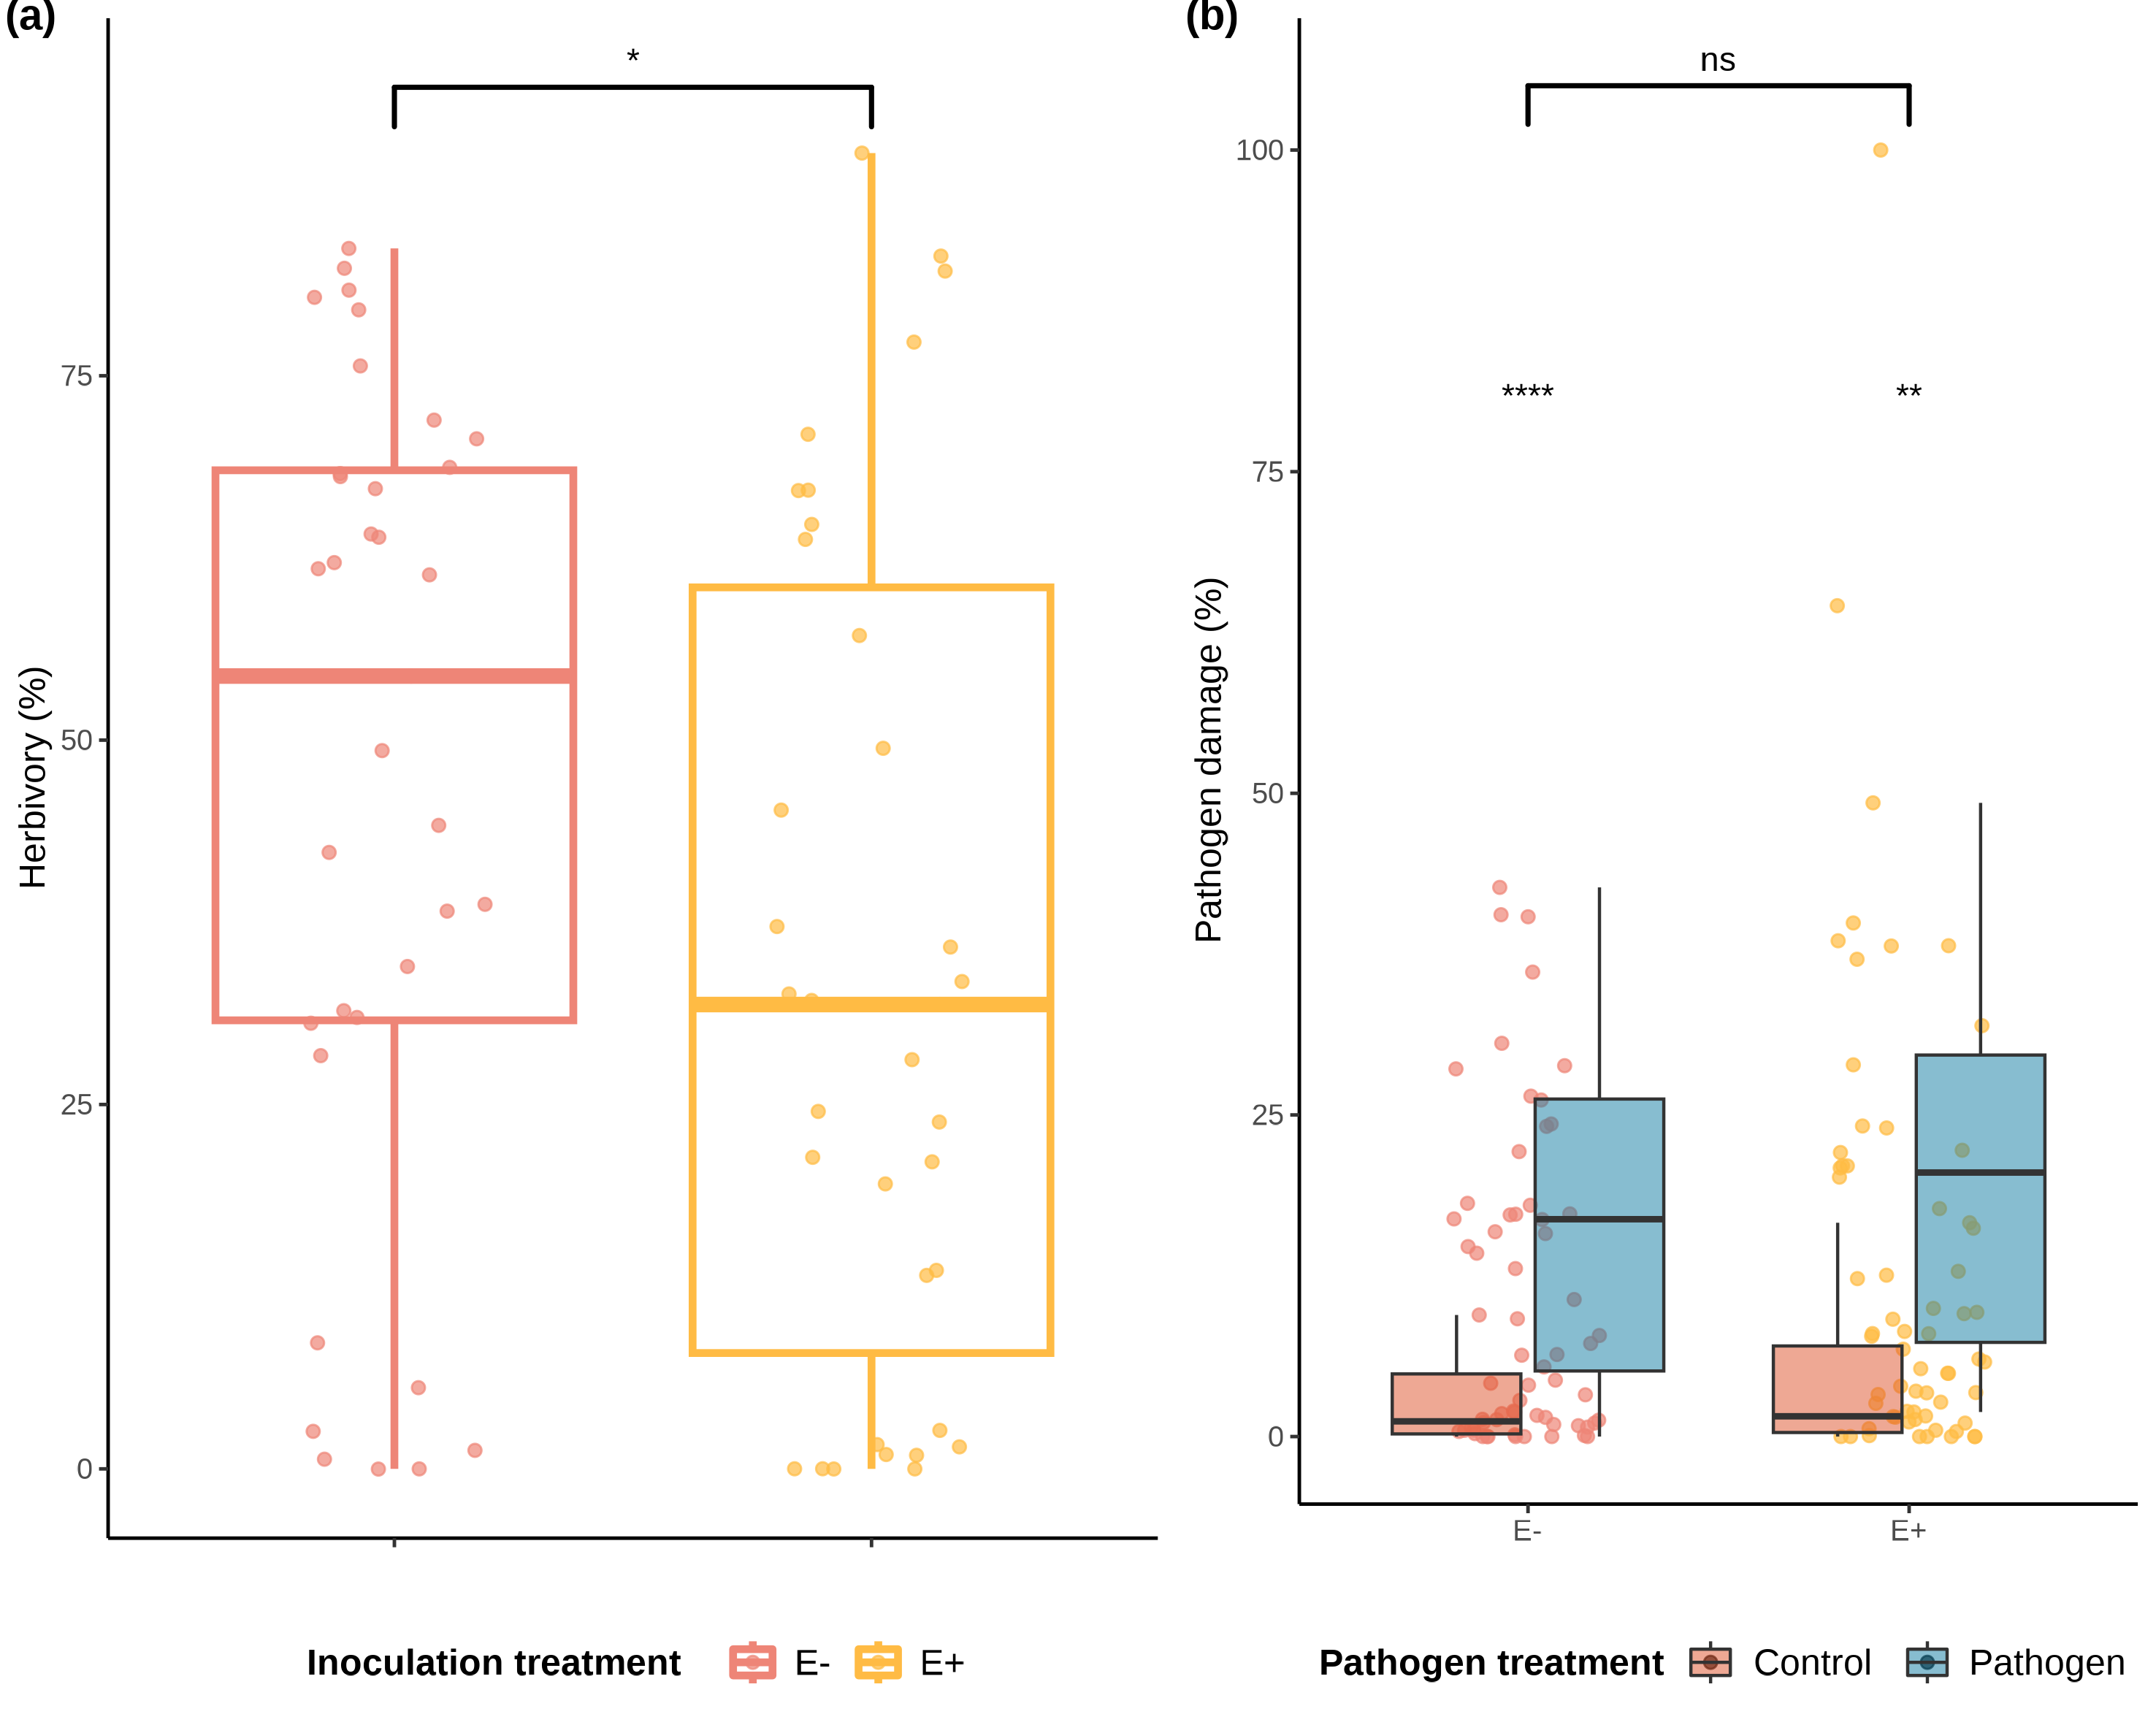 (a)
*
75
50
25
0
Herbivory (%)
Inoculation treatment E- E+
(b)
ns
100
75
50
25
0
**** **
Pathogen damage (%)
E- E+
Pathogen treatment Control Pathogen